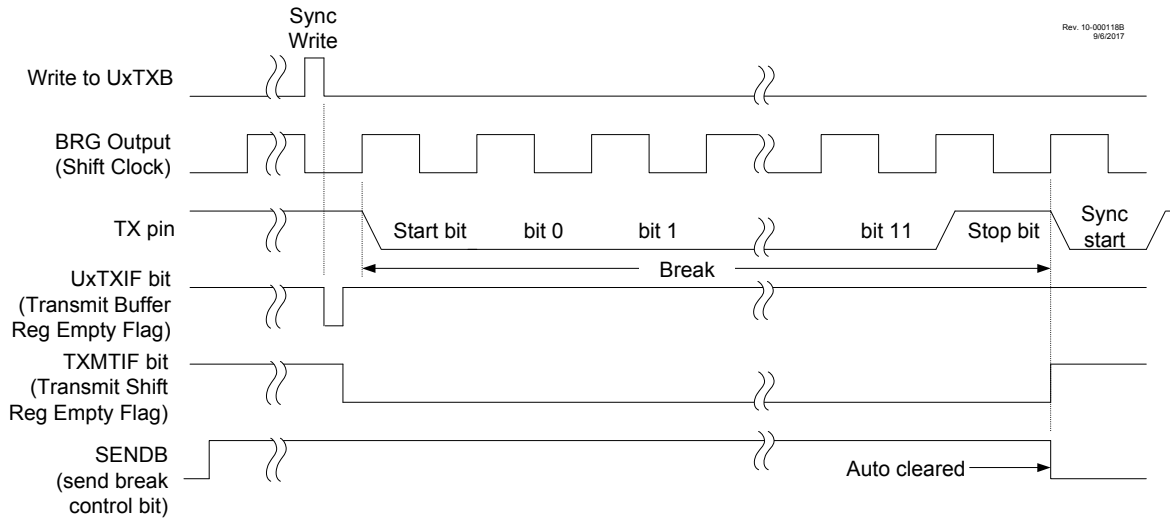 Sync
Write
Rev. 10-000118B
9/6/2017
Write to UxTXB
BRG Output
(Shift Clock)
TX pin
Start bit
bit 0
bit 1
bit 11
Stop bit
Sync
start
Break
UxTXIF bit
(Transmit Buffer
Reg Empty Flag)
TXMTIF bit
(Transmit Shift
Reg Empty Flag)
SENDB
(send break
control bit)
Auto cleared